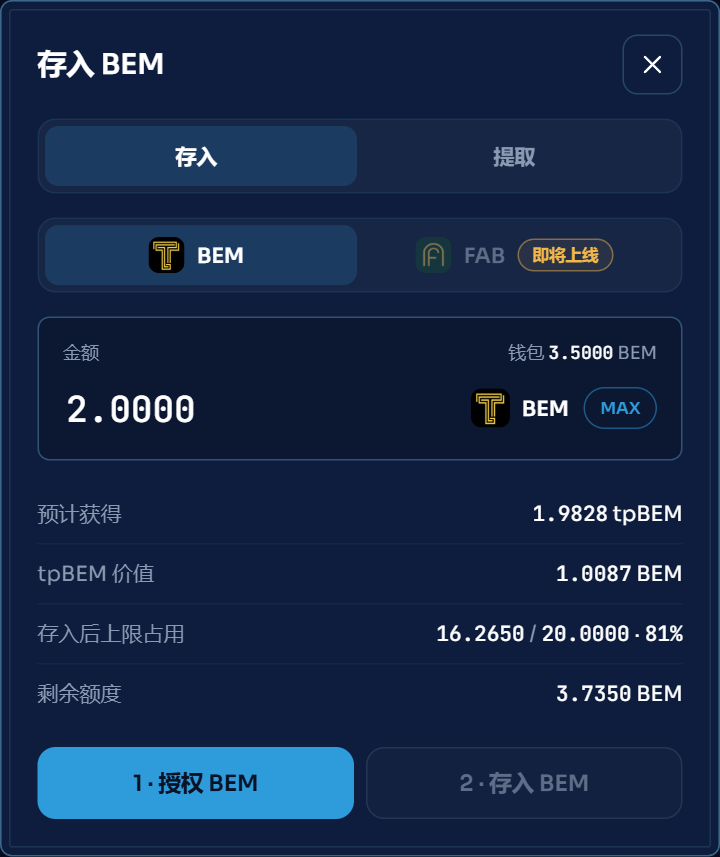 存入 BEM
存入 提取
BEM FAB 即将上线
金额 钱包 3.5000 BEM
2.0000 BEM MAX
预计获得 1.9828 tpBEM
tpBEM 价值 1.0087 BEM
存入后上限占用 16.2650 / 20.0000 · 81%
剩余额度 3.7350 BEM
1 · 授权 BEM 2 · 存入 BEM